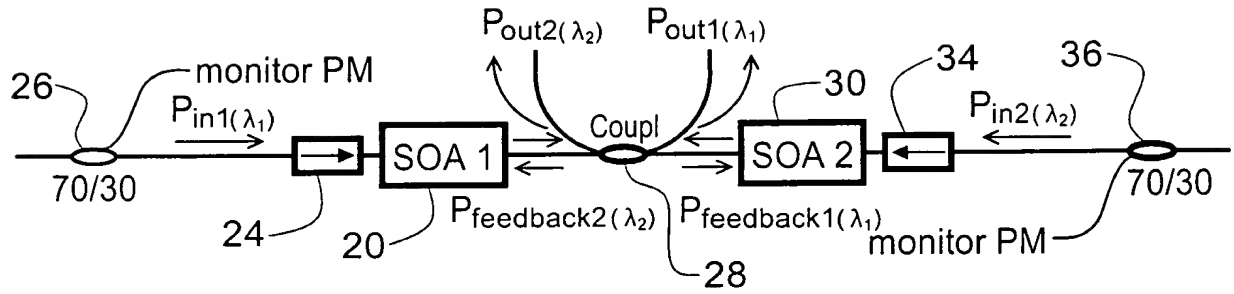 Pout2(λ2)
Pout1(λ1)
26
monitor PM
34
36
30
Pin1(λ1)
Pin2(λ2)
Coupl
SOA 1
SOA 2
70/30
70/30
Pfeedback2(λ2)
Pfeedback1(λ1)
24
20
28
monitor PM